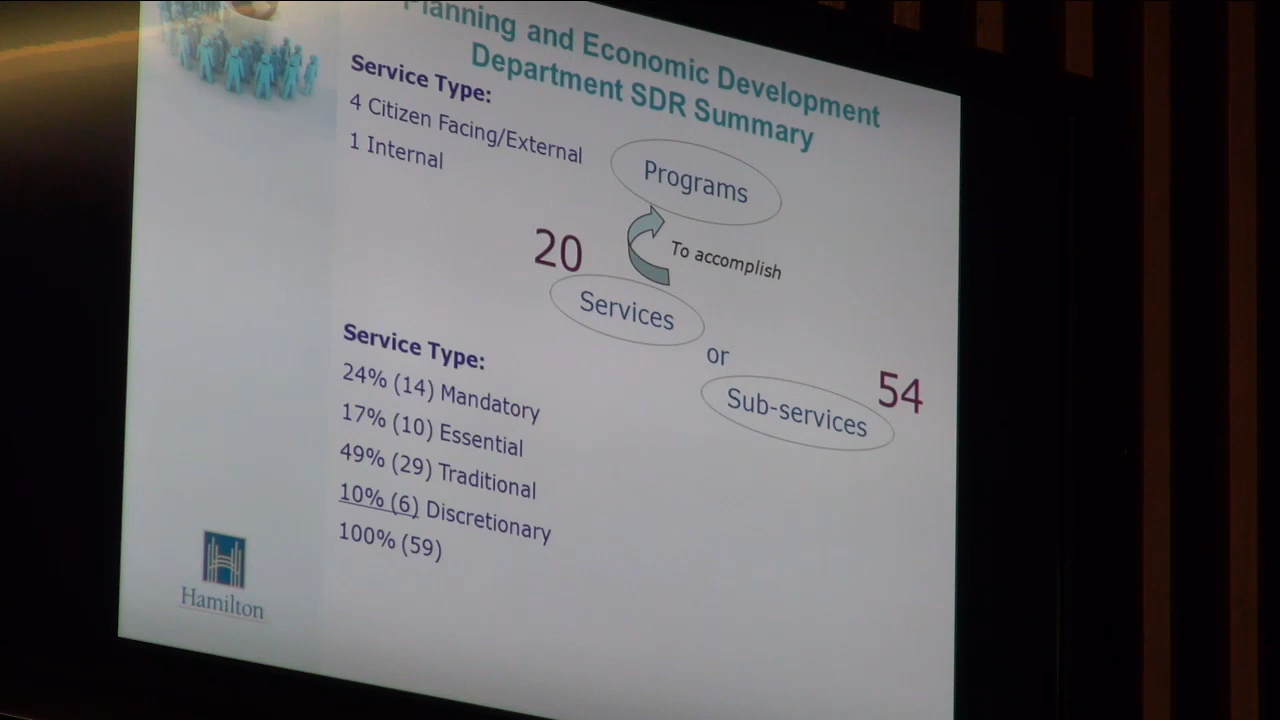 Planning and Economic Development
Department SDR Summary
Service Type:
4 Citizen Facing/External
1 Internal
Programs
To accomplish
20
Services
or
54
Sub-services
Service Type:
24% (14) Mandatory
17% (10) Essential
49% (29) Traditional
10% (6) Discretionary
100% (59)
Hamilton